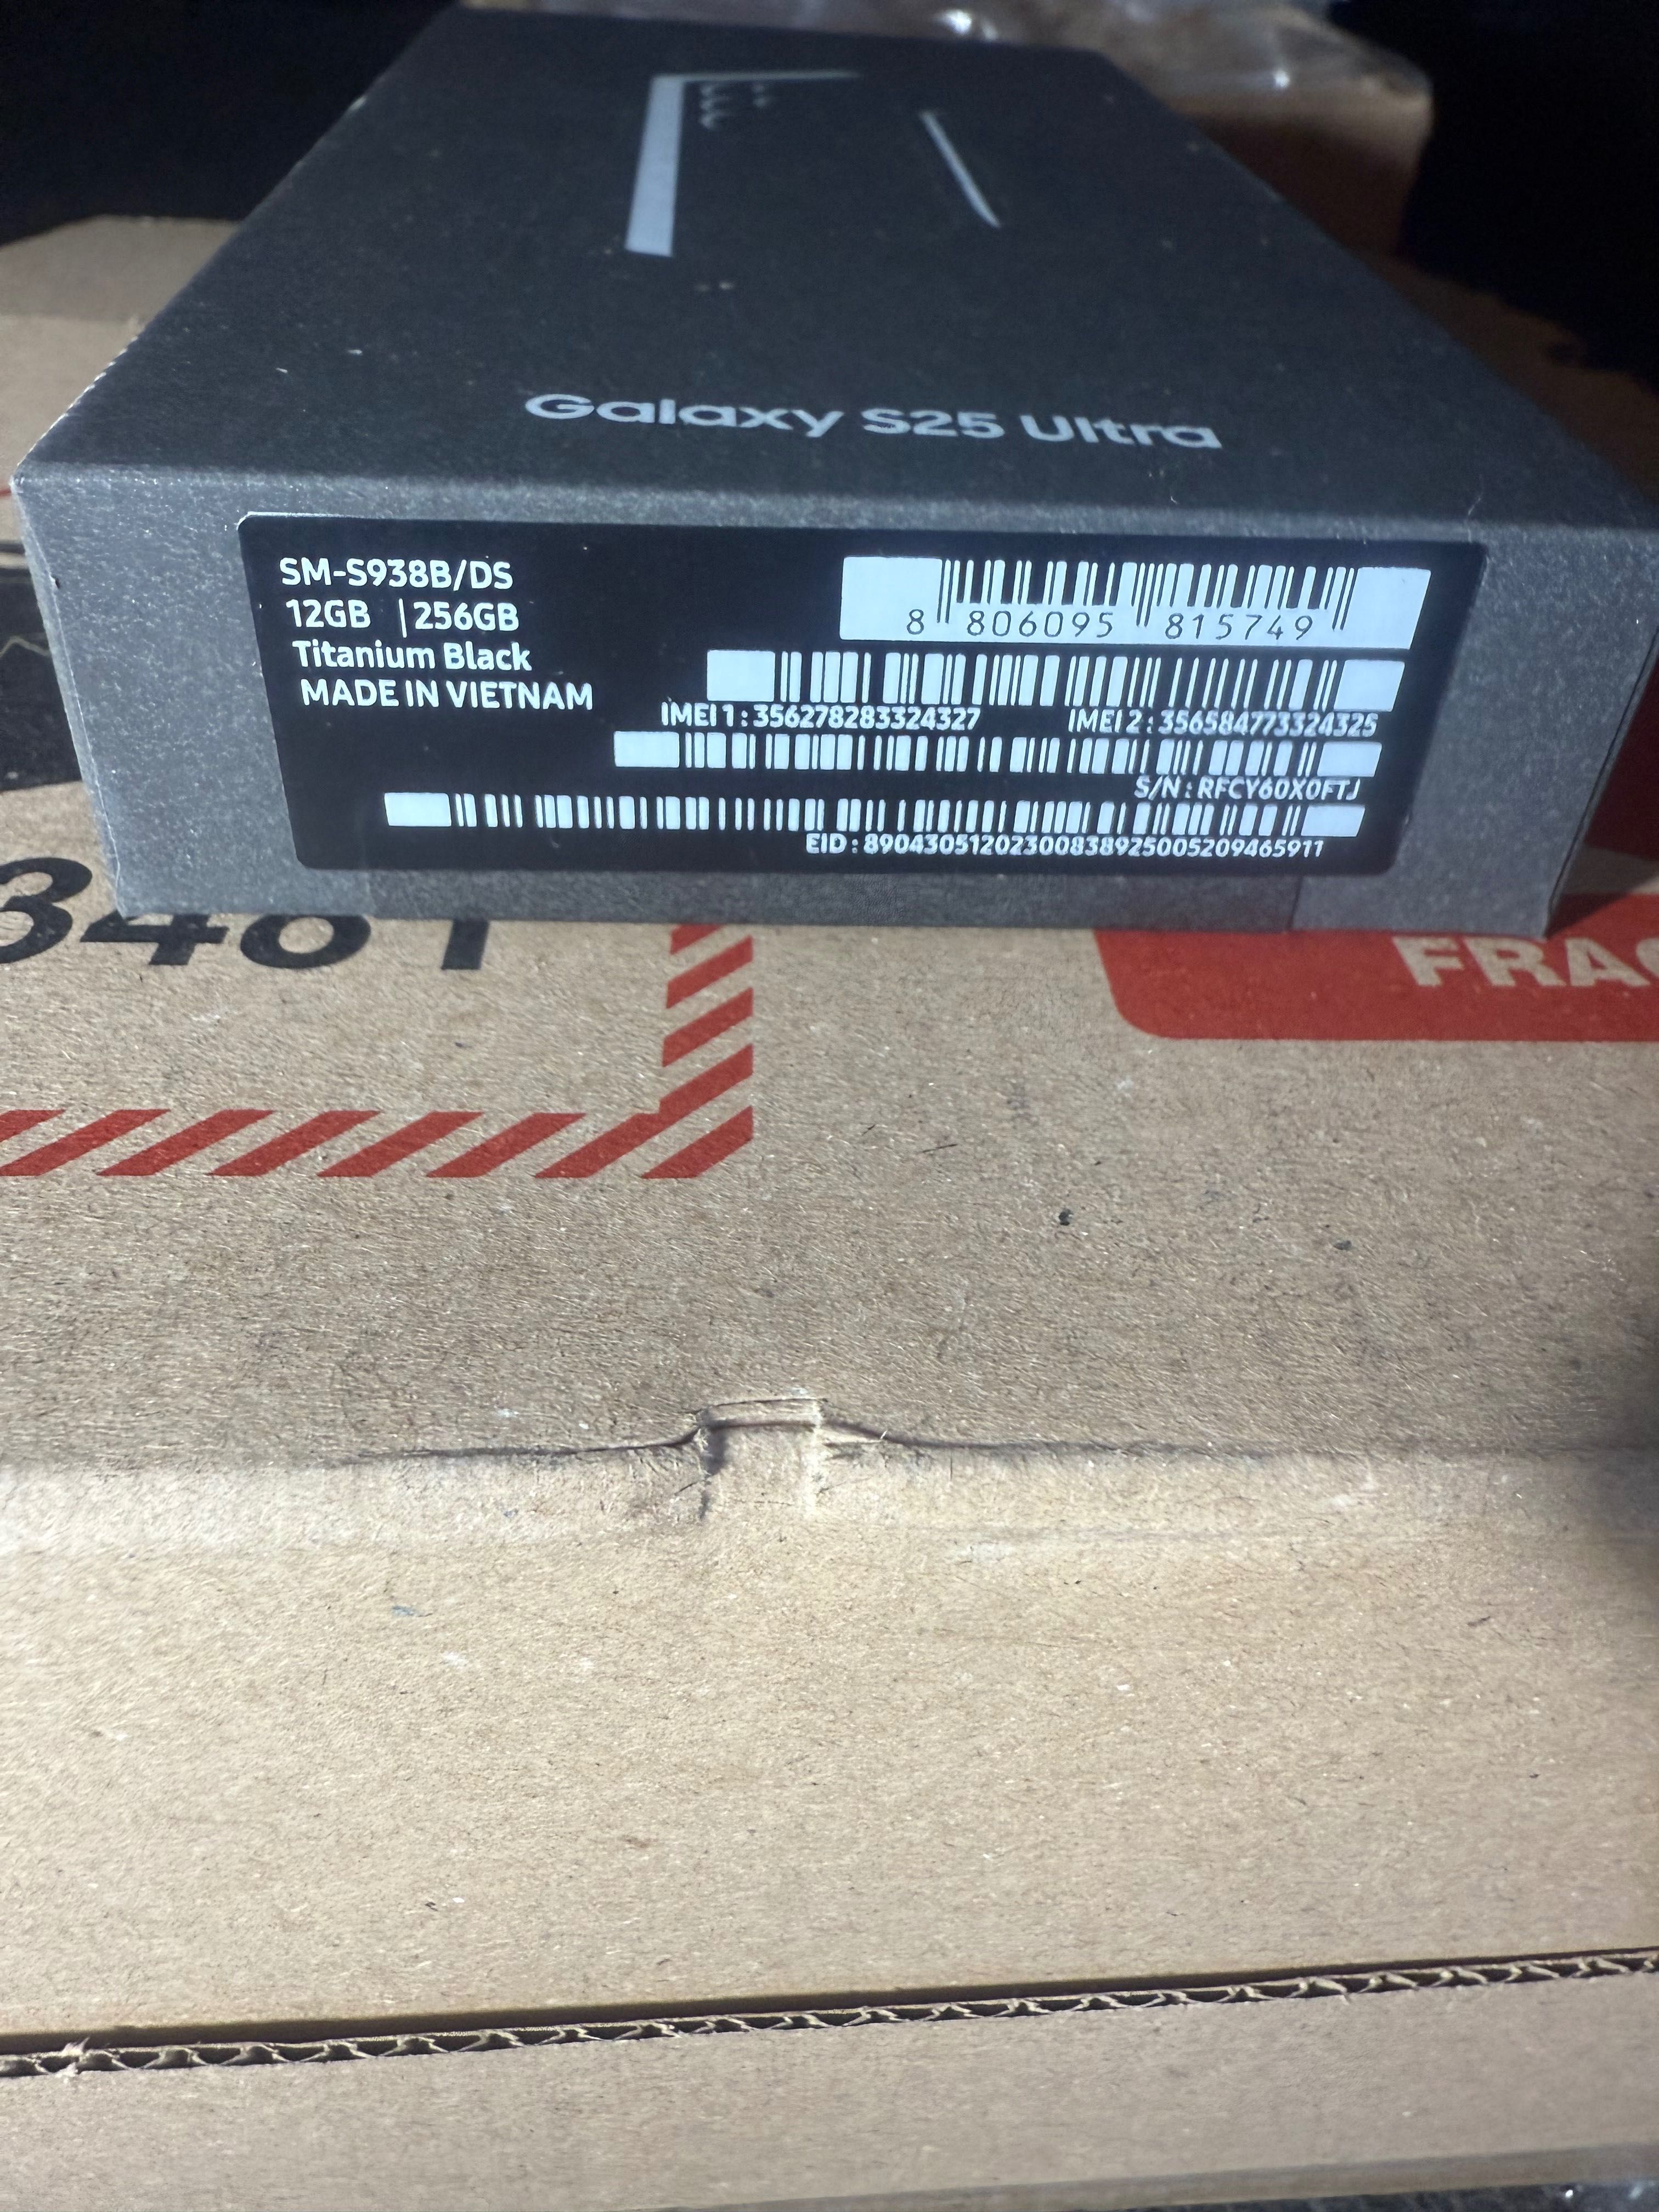 Galaxy S25 Ultra
SM-S938B/DS
12GB | 256GB
Titanium Black
MADE IN VIETNAM
8 806095 815749
IMEI 1 : 356278283324327 IMEI 2 : 356584773324325
S/N : RFCY60X0FTJ
EID : 89043051202300838925005209465911
FRAG